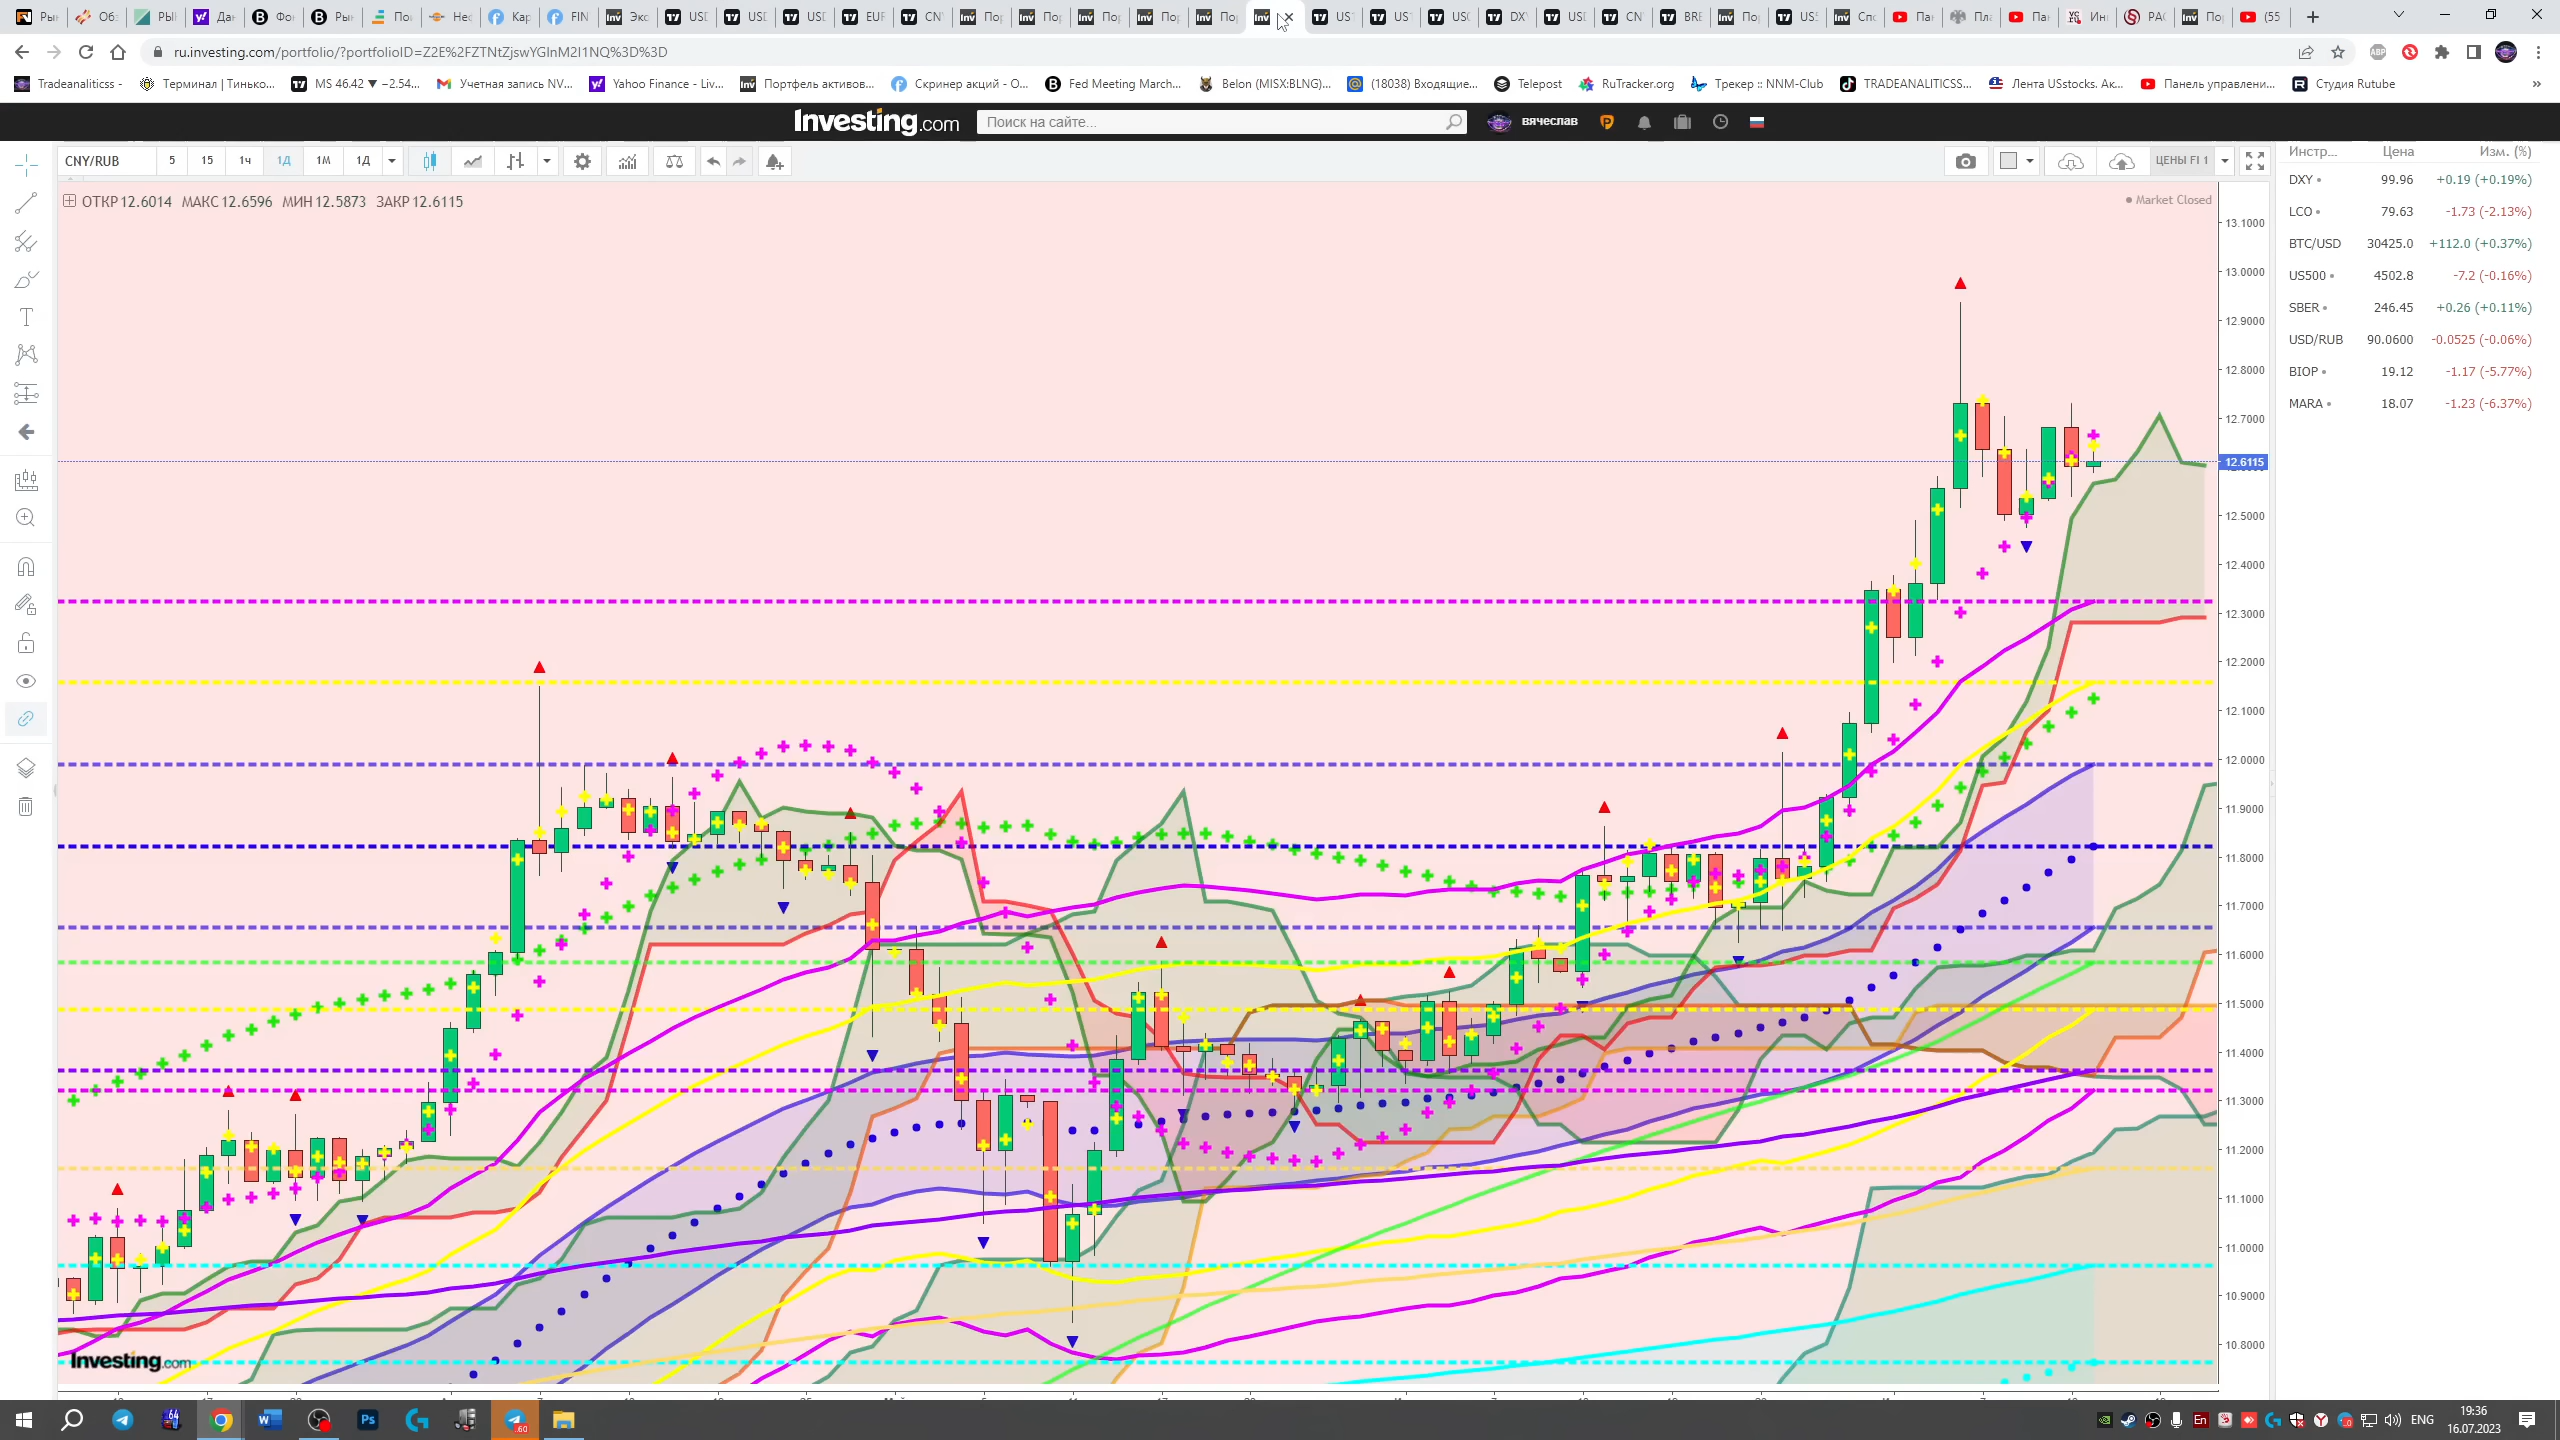 ru.investing.com/portfolio/?portfolioID=Z2E%2FZTNtZjswYGlnM2I1NQ%3D%3D
Tradeanaliticss -
Терминал | Тинько...
MS 46.42 ▼ −2.54...
Учетная запись NV...
Yahoo Finance - Liv...
Портфель активов...
Скринер акций - О...
Fed Meeting March...
Belon (MISX:BLNG)...
(18038) Входящие...
Telepost
RuTracker.org
Трекер :: NNM-Club
TRADEANALITICSS...
Лента USstocks. Ак...
Панель управлени...
Студия Rutube
Investing.com
Поиск на сайте...
вячеслав
CNY/RUB 5 15 1ч 1Д 1М 1Д
ЦЕНЫ FI 1
ОТКР 12.6014 МАКС 12.6596 МИН 12.5873 ЗАКР 12.6115
Market Closed
Инстр... Цена Изм. (%)
DXY 99.96 +0.19 (+0.19%)
LCO 79.63 -1.73 (-2.13%)
BTC/USD 30425.0 +112.0 (+0.37%)
US500 4502.8 -7.2 (-0.16%)
SBER 246.45 +0.26 (+0.11%)
USD/RUB 90.0600 -0.0525 (-0.06%)
BIOP 19.12 -1.17 (-5.77%)
MARA 18.07 -1.23 (-6.37%)
13.1000
13.0000
12.9000
12.8000
12.7000
12.6115
12.5000
12.4000
12.3000
12.2000
12.1000
12.0000
11.9000
11.8000
11.7000
11.6000
11.5000
11.4000
11.3000
11.2000
11.1000
11.0000
10.9000
10.8000
Investing.com
ENG
19:36
16.07.2023